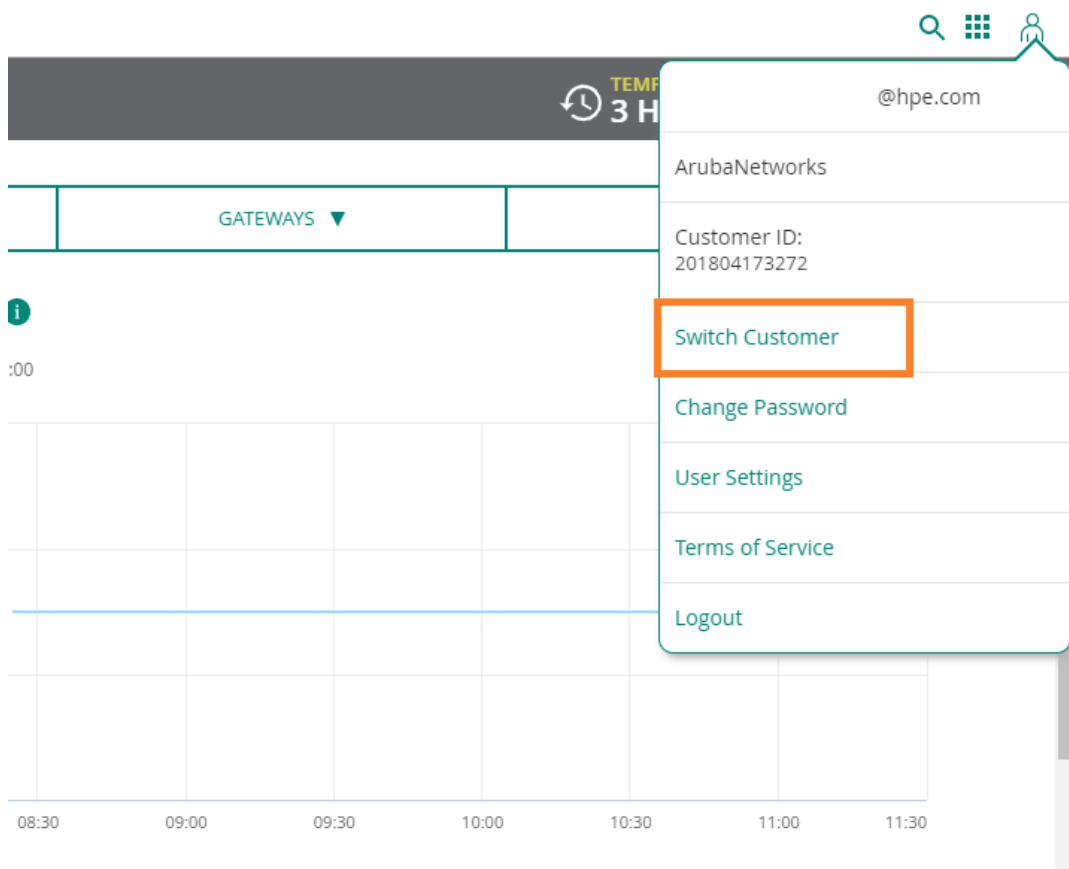 TEMP
3 H
@hpe.com
ArubaNetworks
GATEWAYS ▼
Customer ID:
201804173272
i
Switch Customer
:00
Change Password
User Settings
Terms of Service
Logout
08:30 09:00 09:30 10:00 10:30 11:00 11:30